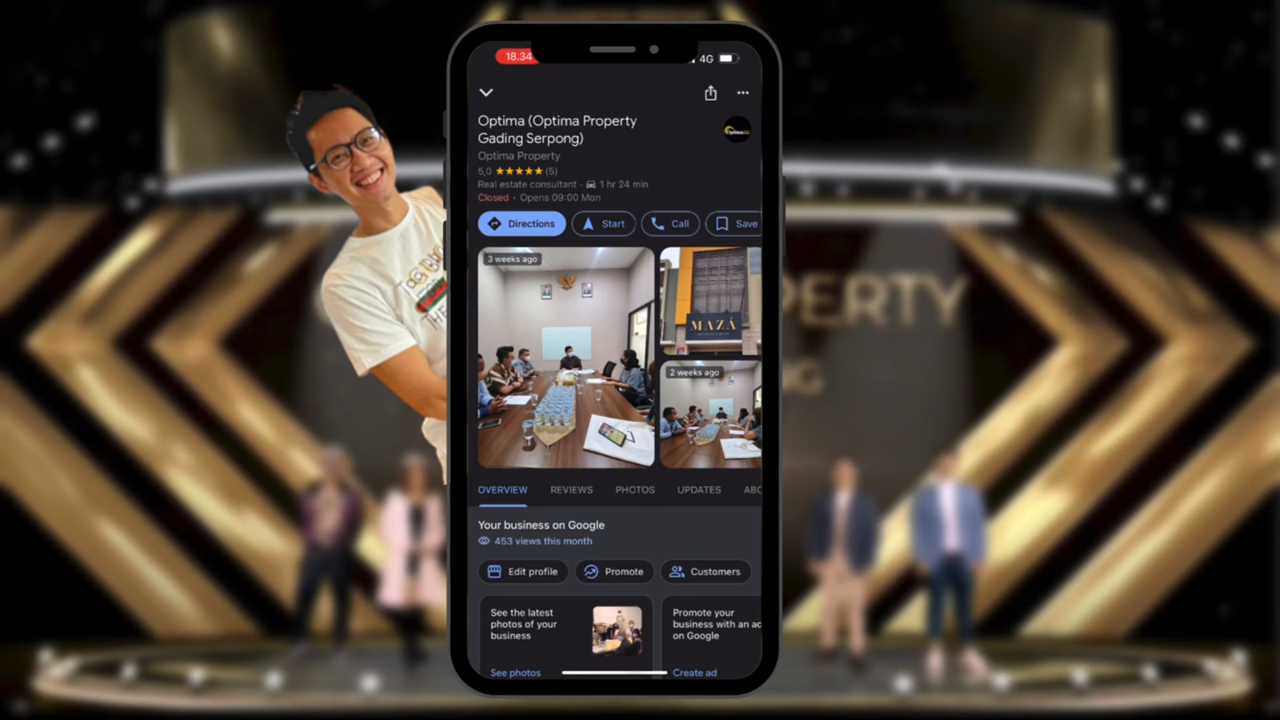 18.34
4G
Optima (Optima Property
Gading Serpong)
Optima Property
5,0 ★★★★★ (5)
Real estate consultant · 1 hr 24 min
Closed · Opens 09:00 Mon
Directions
Start
Call
Save
3 weeks ago
MAZÁ
2 weeks ago
OVERVIEW
REVIEWS
PHOTOS
UPDATES
ABO
Your business on Google
453 views this month
Edit profile
Promote
Customers
See the latest
photos of your
business
See photos
Promote your
business with an ad
on Google
Create ad
PERTY